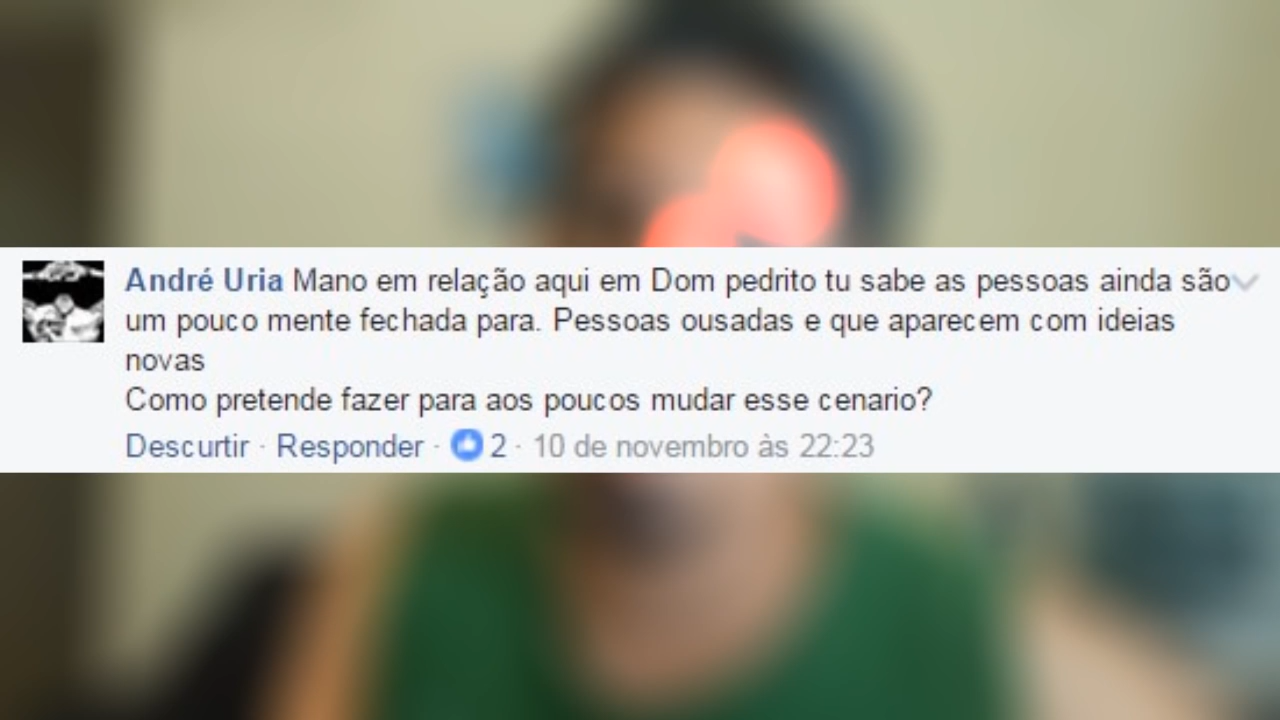 André Uria Mano em relação aqui em Dom pedrito tu sabe as pessoas ainda são
um pouco mente fechada para. Pessoas ousadas e que aparecem com ideias
novas
Como pretende fazer para aos poucos mudar esse cenario?
Descurtir · Responder · 2 · 10 de novembro às 22:23